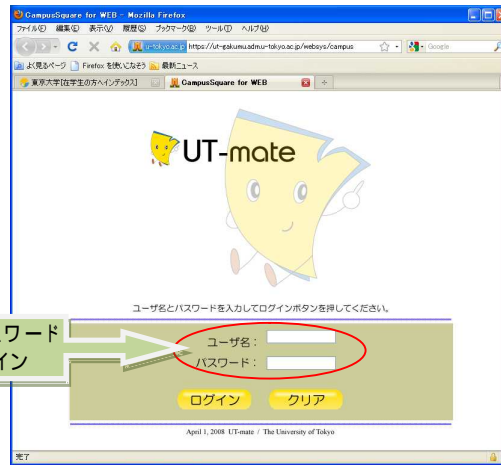 CampusSquare for WEB - Mozilla Firefox
ファイル(F) 編集(E) 表示(V) 履歴(S) ブックマーク(B) ツール(T) ヘルプ(H)
u-tokyo.ac.jp https://ut-gakumu.adm.u-tokyo.ac.jp/websys/campus
Google
よく見るページ Firefox を使いこなそう 最新ニュース
東京大学[在学生の方へインデックス] CampusSquare for WEB
UT-mate
ユーザ名とパスワードを入力してログインボタンを押してください。
ワード
イン
ユーザ名：
パスワード：
ログイン クリア
April 1, 2008 UT-mate / The University of Tokyo
完了